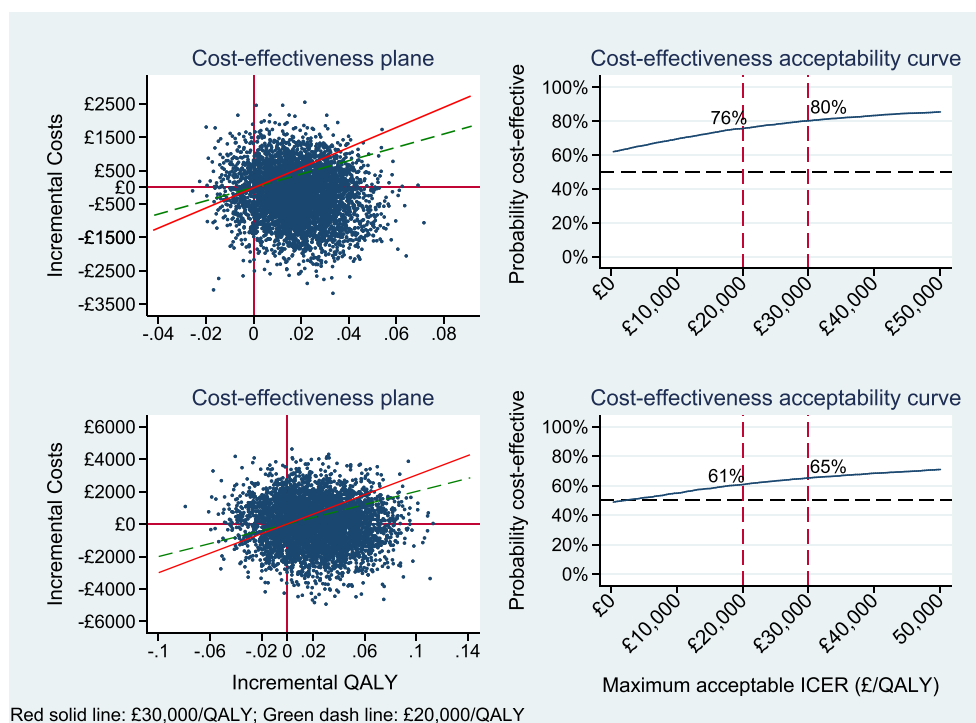 Cost-effectiveness plane
Incremental Costs
£2500
£1500
£500
£0
-£500
-£1500
-£2500
-£3500
-.04 -.02 0 .02 .04 .06 .08
Cost-effectiveness acceptability curve
Probability cost-effective
100%
80%
60%
40%
20%
0%
76% 80%
£0 £10,000 £20,000 £30,000 £40,000 £50,000
Cost-effectiveness plane
Incremental Costs
£6000
£4000
£2000
£0
-£2000
-£4000
-£6000
-.1 -.06 -.02 0 .02 .06 .1 .14
Incremental QALY
Cost-effectiveness acceptability curve
Probability cost-effective
100%
80%
60%
40%
20%
0%
61% 65%
£0 £10,000 £20,000 £30,000 £40,000 50,000
Maximum acceptable ICER (£/QALY)
Red solid line: £30,000/QALY; Green dash line: £20,000/QALY